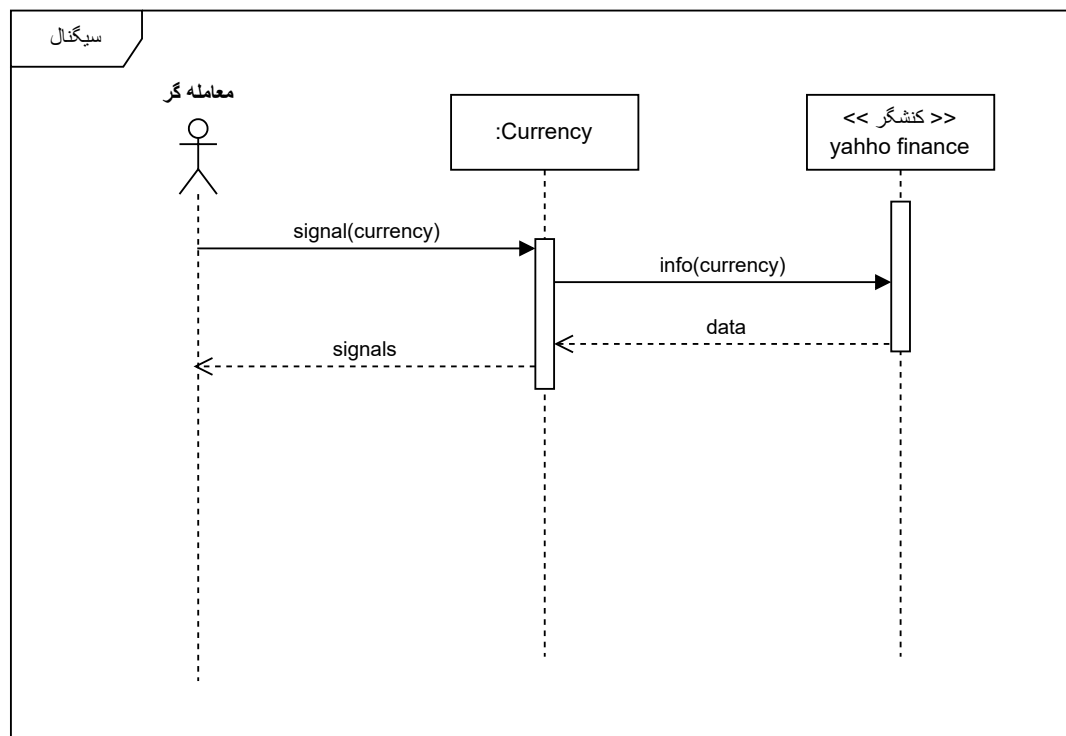 سیگنال
معامله گر
:Currency
<< کنشگر >>
yahho finance
signal(currency)
info(currency)
data
signals